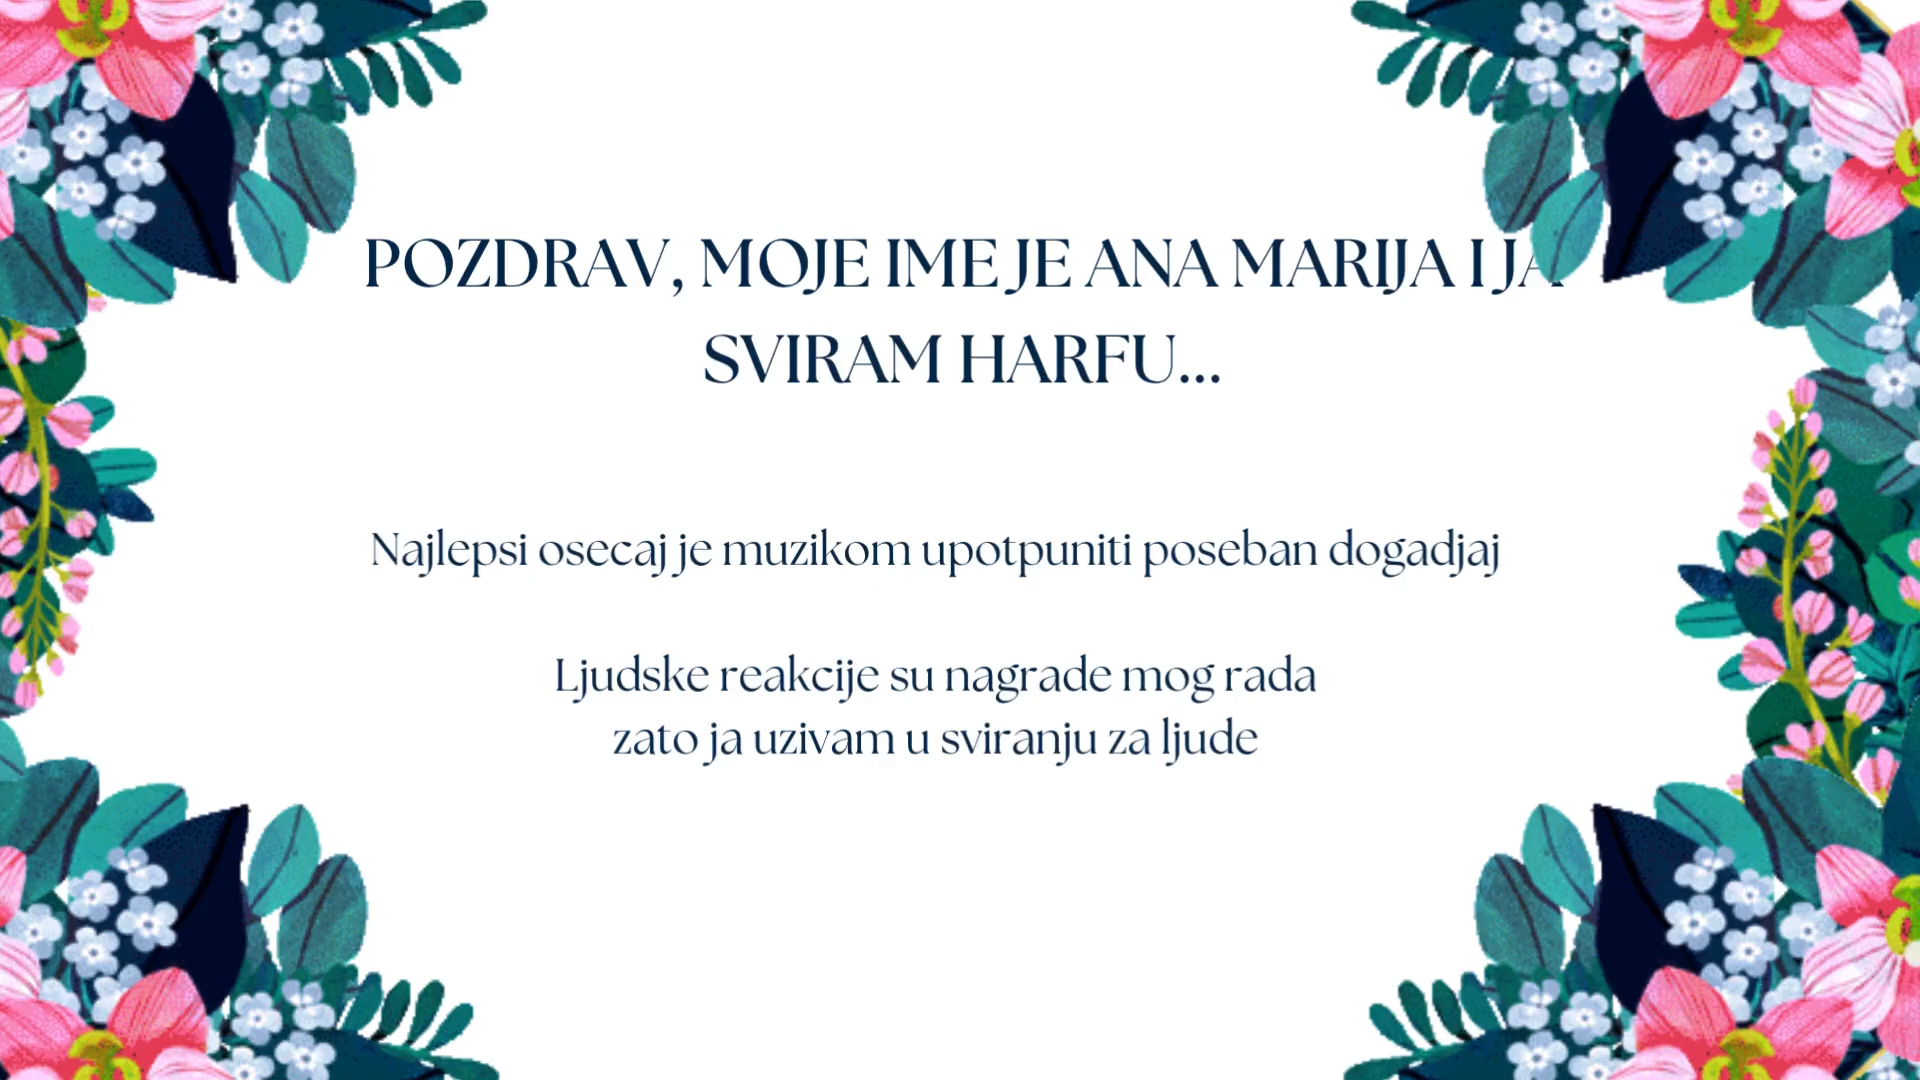 POZDRAV, MOJE IME JE ANA MARIJA I JA
SVIRAM HARFU...
Najlepsi osecaj je muzikom upotpuniti poseban dogadjaj
Ljudske reakcije su nagrade mog rada
zato ja uzivam u sviranju za ljude